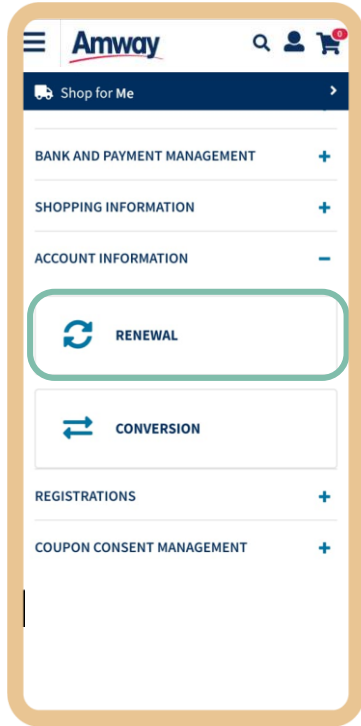 Amway
0
Shop for Me
BANK AND PAYMENT MANAGEMENT
SHOPPING INFORMATION
ACCOUNT INFORMATION
RENEWAL
CONVERSION
REGISTRATIONS
COUPON CONSENT MANAGEMENT